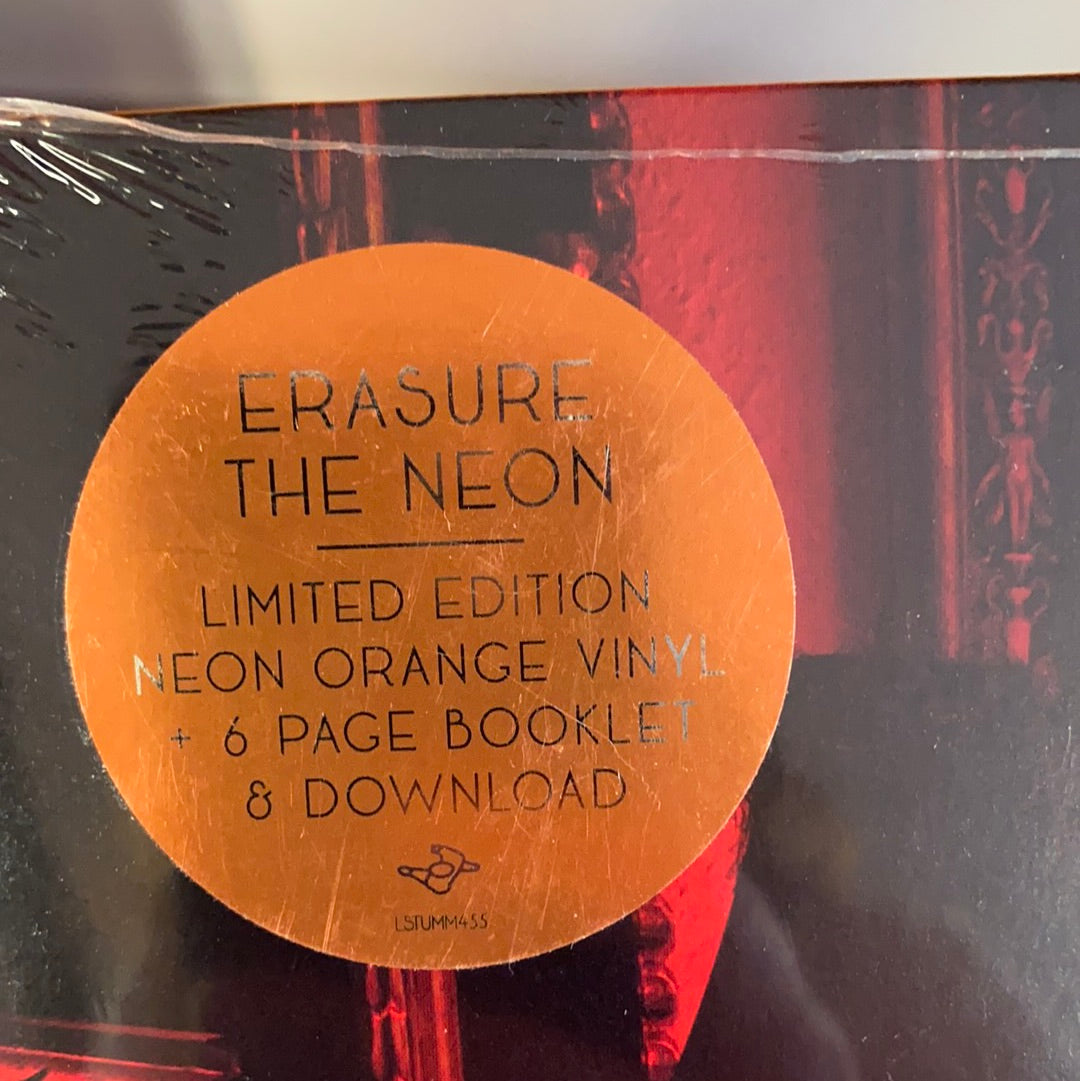 ERASURE
THE NEON
LIMITED EDITION
NEON ORANGE VINYL
+ 6 PAGE BOOKLET
& DOWNLOAD
LSTUMM455